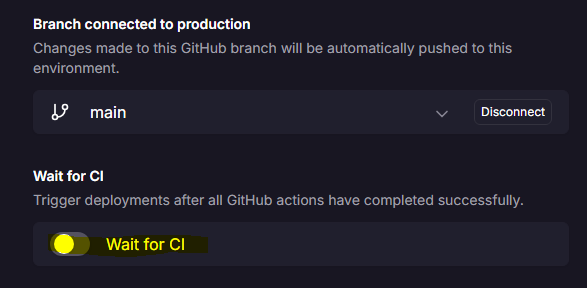 Branch connected to production
Changes made to this GitHub branch will be automatically pushed to this
environment.
main
Disconnect
Wait for CI
Trigger deployments after all GitHub actions have completed successfully.
Wait for CI